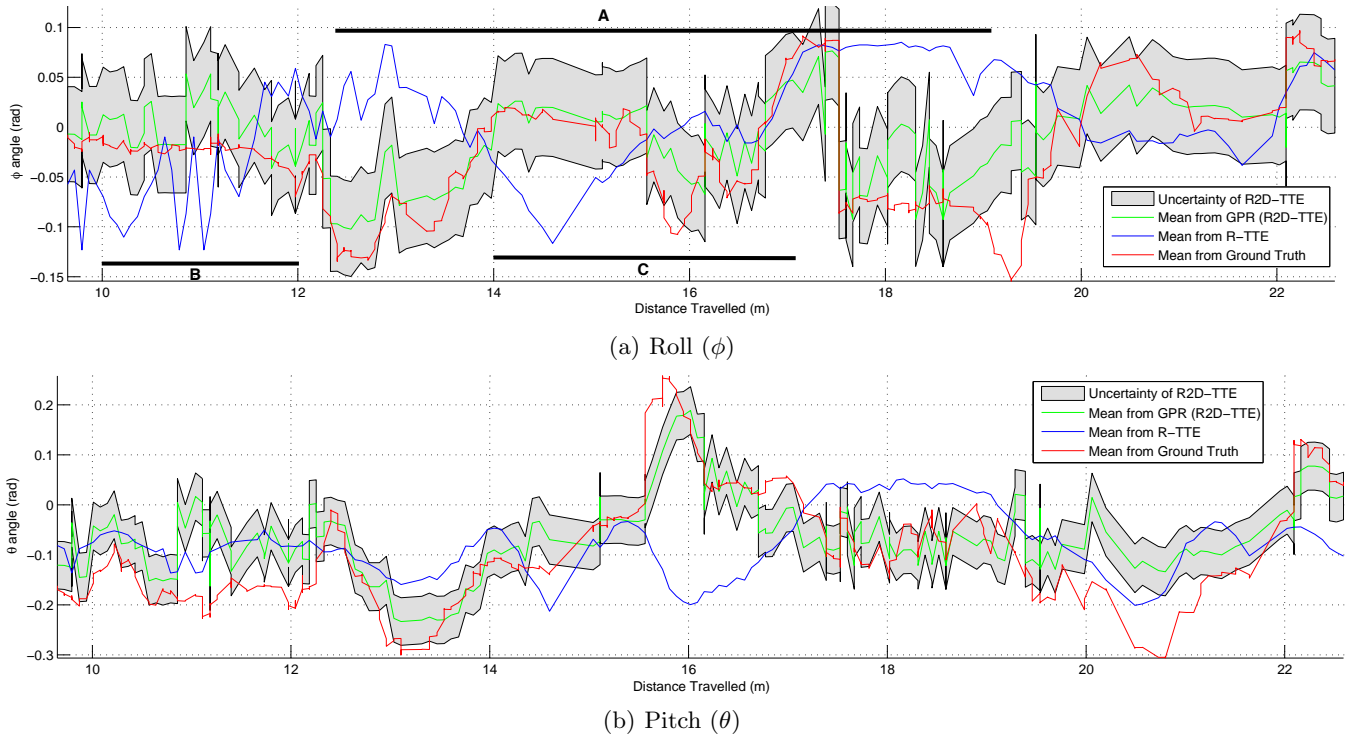 A
0.1
0.05
0
−0.05
−0.1
−0.15
ϕ angle (rad)
B
C
Uncertainty of R2D−TTE
Mean from GPR (R2D−TTE)
Mean from R−TTE
Mean from Ground Truth
10 12 14 16 18 20 22
Distance Travelled (m)
(a) Roll (ϕ)
0.2
0.1
0
−0.1
−0.2
−0.3
θ angle (rad)
Uncertainty of R2D−TTE
Mean from GPR (R2D−TTE)
Mean from R−TTE
Mean from Ground Truth
10 12 14 16 18 20 22
Distance Travelled (m)
(b) Pitch (θ)